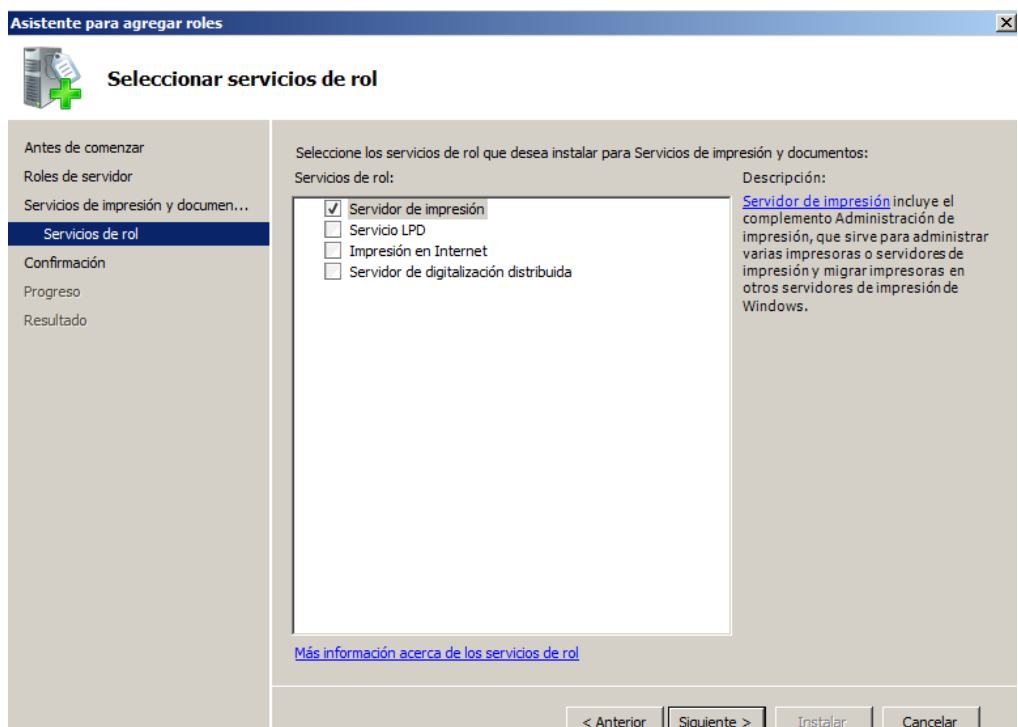 Asistente para agregar roles
Seleccionar servicios de rol
Antes de comenzar
Roles de servidor
Servicios de impresión y documen...
Servicios de rol
Confirmación
Progreso
Resultado
Seleccione los servicios de rol que desea instalar para Servicios de impresión y documentos:
Servicios de rol:
Servidor de impresión
Servicio LPD
Impresión en Internet
Servidor de digitalización distribuida
Descripción:
Servidor de impresión incluye el
complemento Administración de
impresión, que sirve para administrar
varias impresoras o servidores de
impresión y migrar impresoras en
otros servidores de impresión de
Windows.
Más información acerca de los servicios de rol
< Anterior
Siguiente >
Instalar
Cancelar